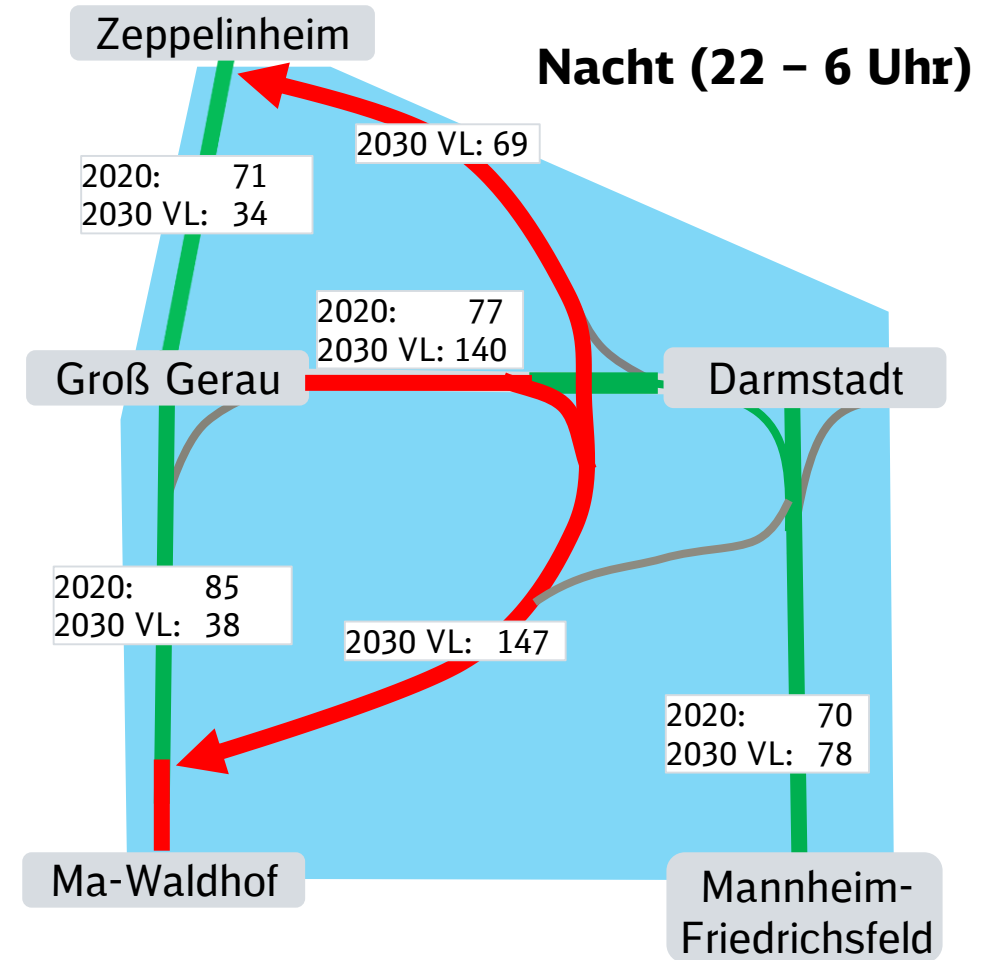 Zeppelinheim
Nacht (22 – 6 Uhr)
2030 VL: 69
2020: 71
2030 VL: 34
2020: 77
2030 VL: 140
Groß Gerau
Darmstadt
2020: 85
2030 VL: 38
2030 VL: 147
2020: 70
2030 VL: 78
Ma-Waldhof
Mannheim-
Friedrichsfeld